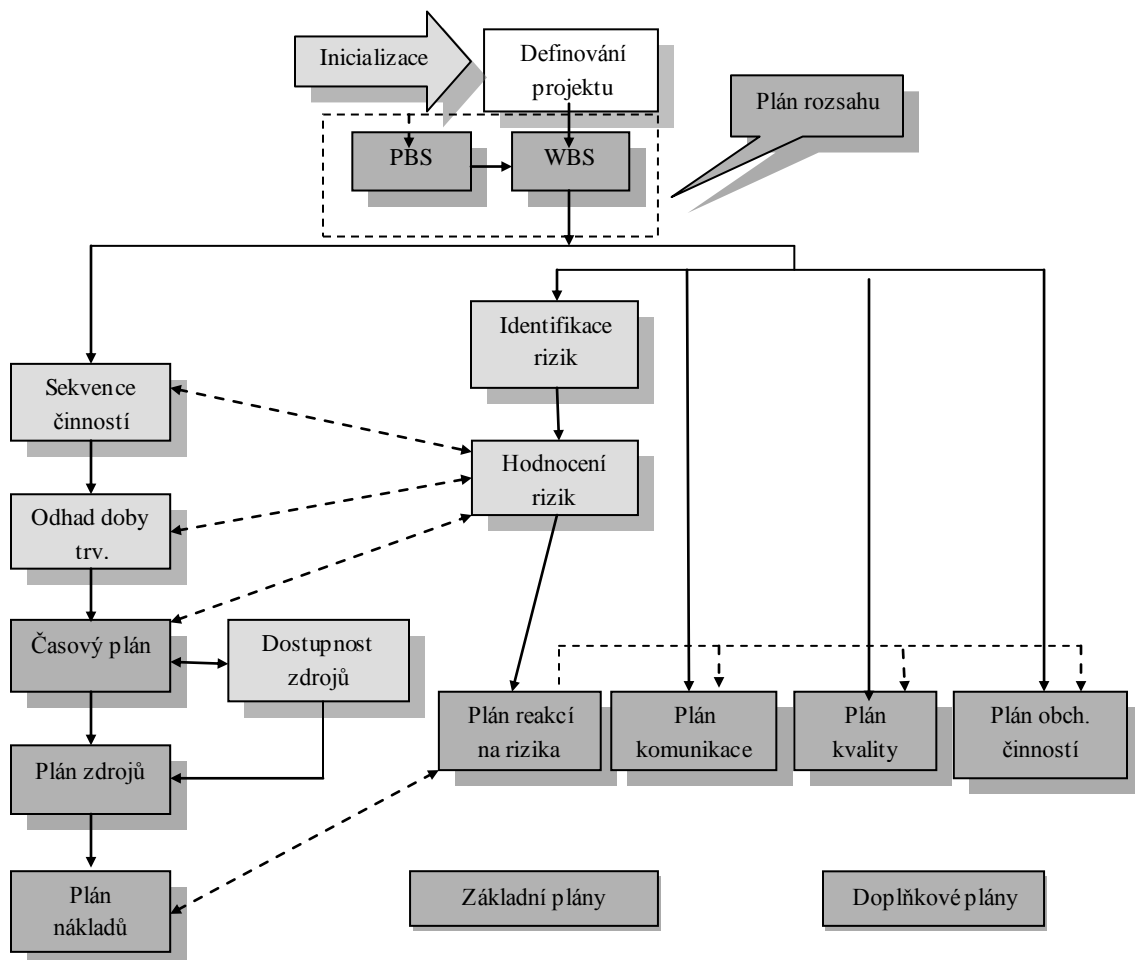 Inicializace
Definování
projektu
Plán rozsahu
PBS
WBS
Identifikace
rizik
Sekvence
činností
Hodnocení
rizik
Odhad doby
trv.
Časový plán
Dostupnost
zdrojů
Plán reakcí
na rizika
Plán
komunikace
Plán
kvality
Plán obch.
činností
Plán zdrojů
Plán
nákladů
Základní plány
Doplňkové plány